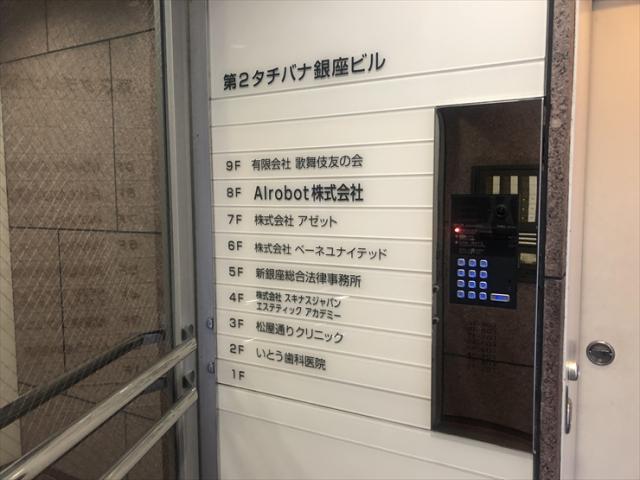 第2タチバナ銀座ビル
9F 有限会社 歌舞伎友の会
8F AIrobot株式会社
7F 株式会社 アゼット
6F 株式会社 ベーネユナイテッド
5F 新銀座総合法律事務所
4F 株式会社 スキナスジャパン
エステティック アカデミー
3F 松屋通りクリニック
2F いとう歯科医院
1F